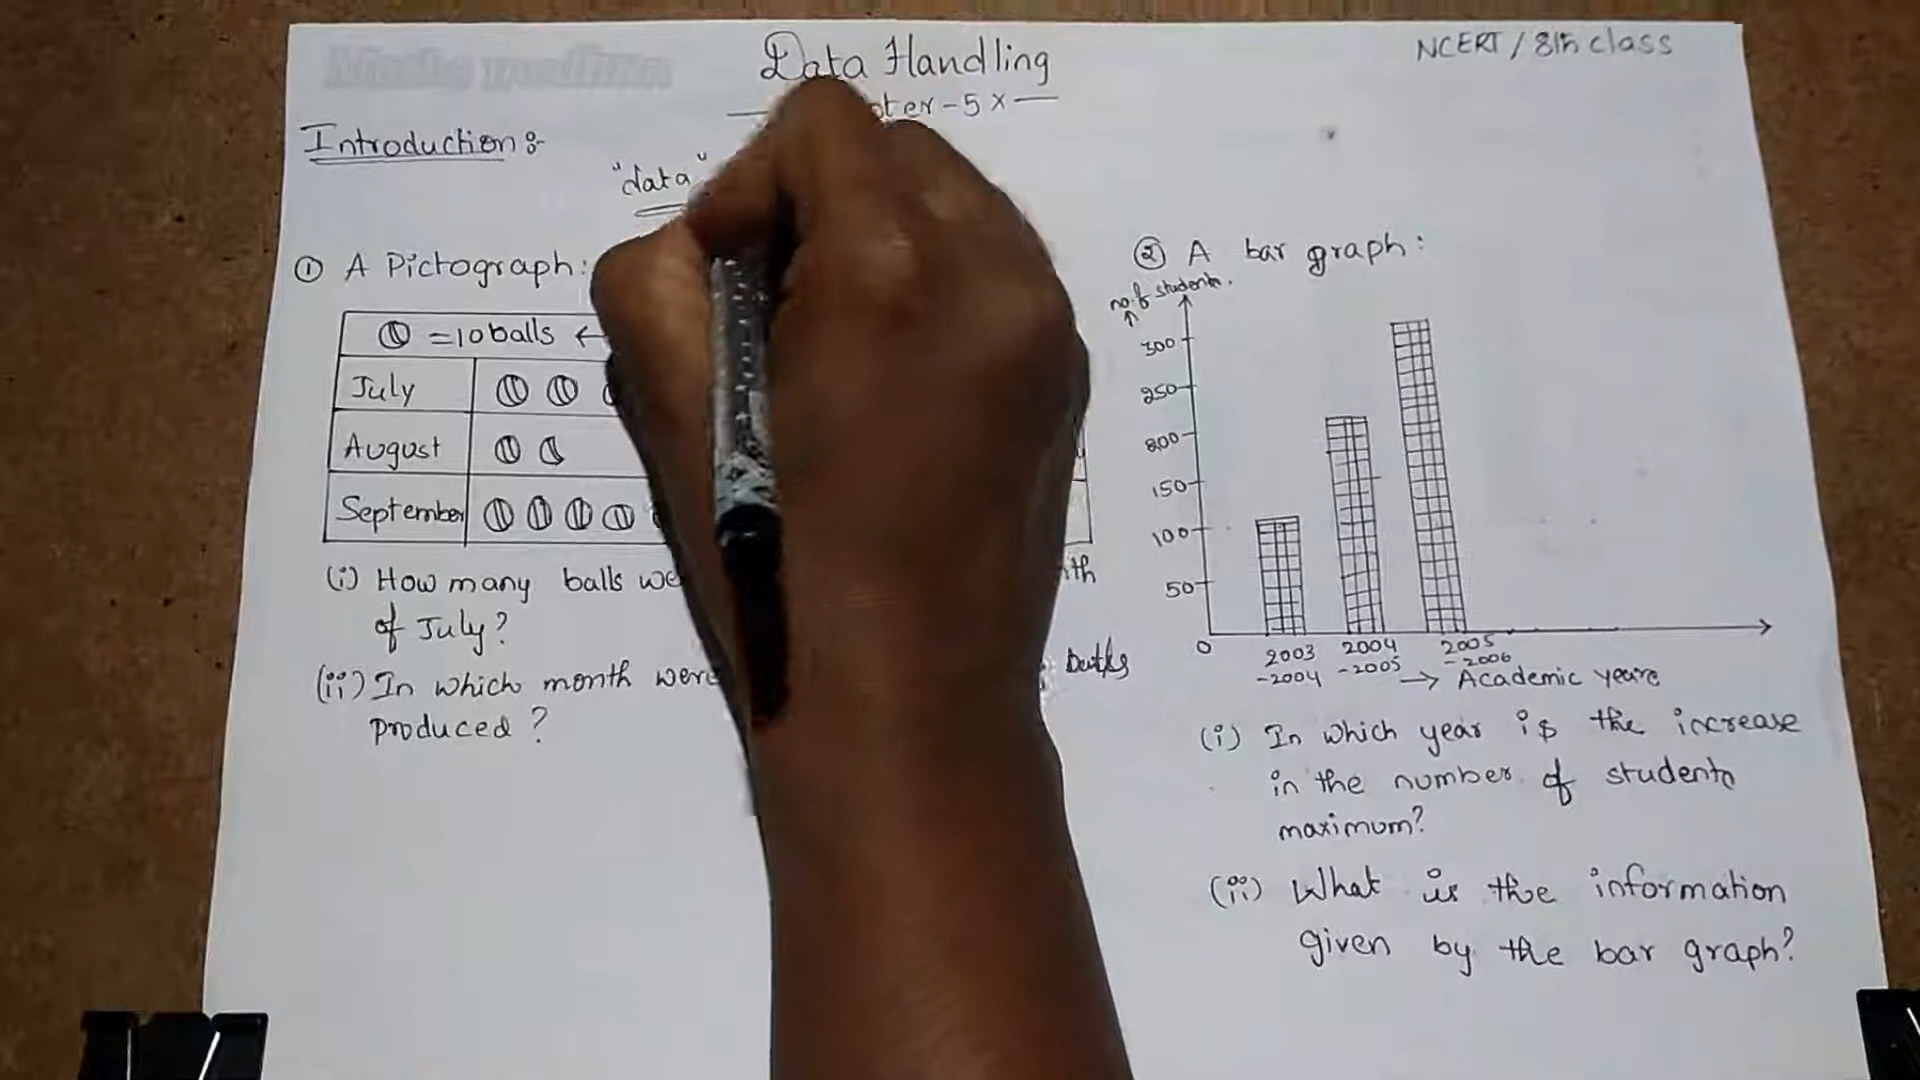 Data Handling
NCERT / 8th class
-5 x
Introduction :-
"data"
① A Pictograph:
= 10 balls ←
July
August
September
(i) How many balls
of July?
(ii) In which month were
produced ?
② A bar graph :
no. of students.
300
250
200
150
100
50
0
2003
-2004
2004
-2005
2005
-2006
→ Academic years
(i) In which year is the increase
in the number of students
maximum?
(ii) What is the information
given by the bar graph?